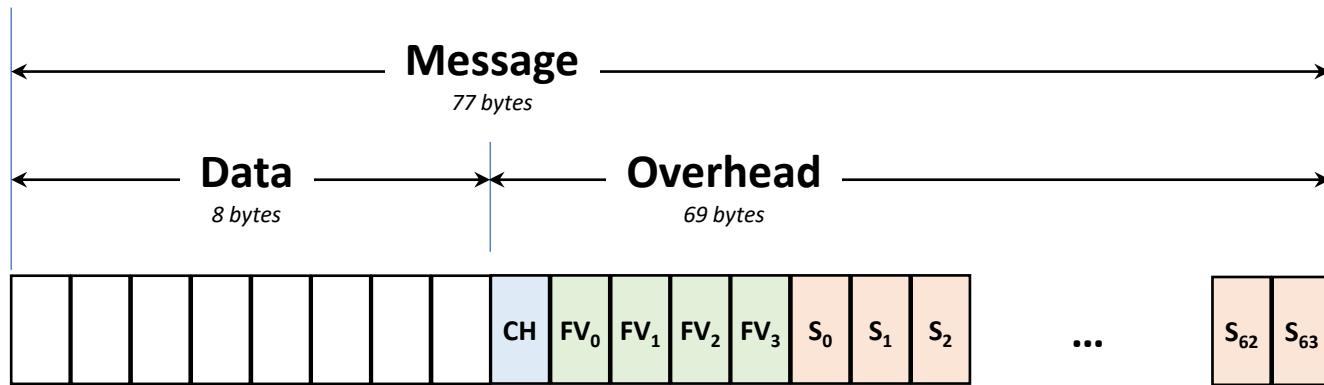 Message
77 bytes
Data Overhead
8 bytes 69 bytes
CH FV₀ FV₁ FV₂ FV₃ S₀ S₁ S₂ ... S₆₂ S₆₃